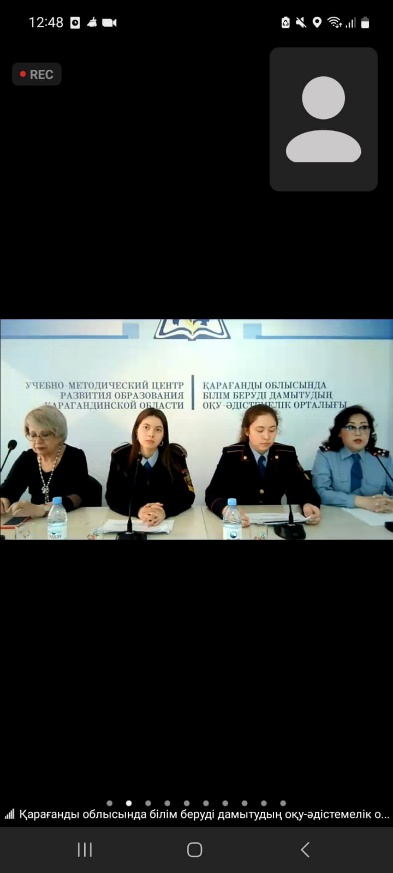 12:48
REC
УЧЕБНО-МЕТОДИЧЕСКИЙ ЦЕНТР
РАЗВИТИЯ ОБРАЗОВАНИЯ
КАРАГАНДИНСКОЙ ОБЛАСТИ
ҚАРАҒАНДЫ ОБЛЫСЫНДА
БІЛІМ БЕРУДІ ДАМЫТУДЫҢ
ОҚУ-ӘДІСТЕМЕЛІК ОРТАЛЫҒЫ
Қарағанды облысында білім беруді дамытудың оқу-әдістемелік о...